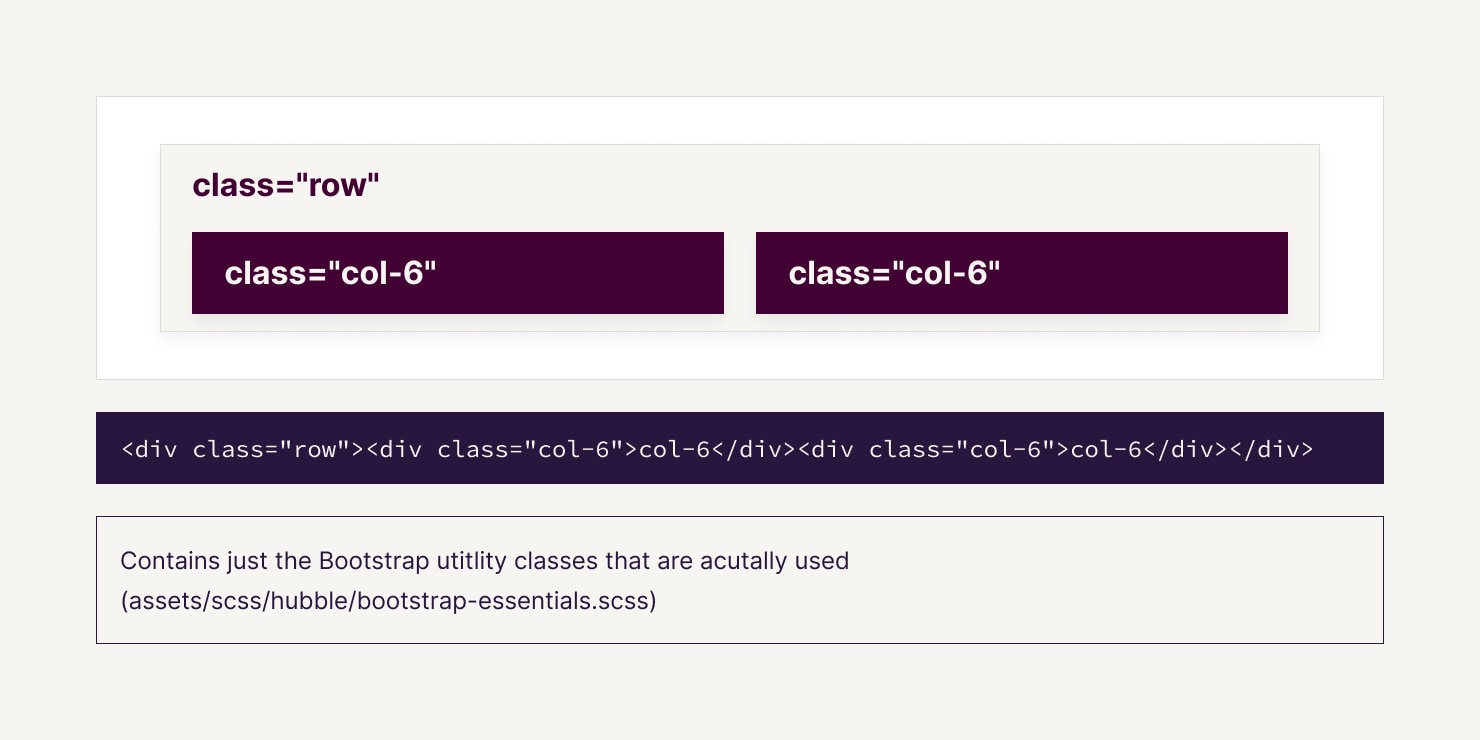 class="row"
class="col-6" class="col-6"
<div class="row"><div class="col-6">col-6</div><div class="col-6">col-6</div></div>
Contains just the Bootstrap utitlity classes that are acutally used
(assets/scss/hubble/bootstrap-essentials.scss)